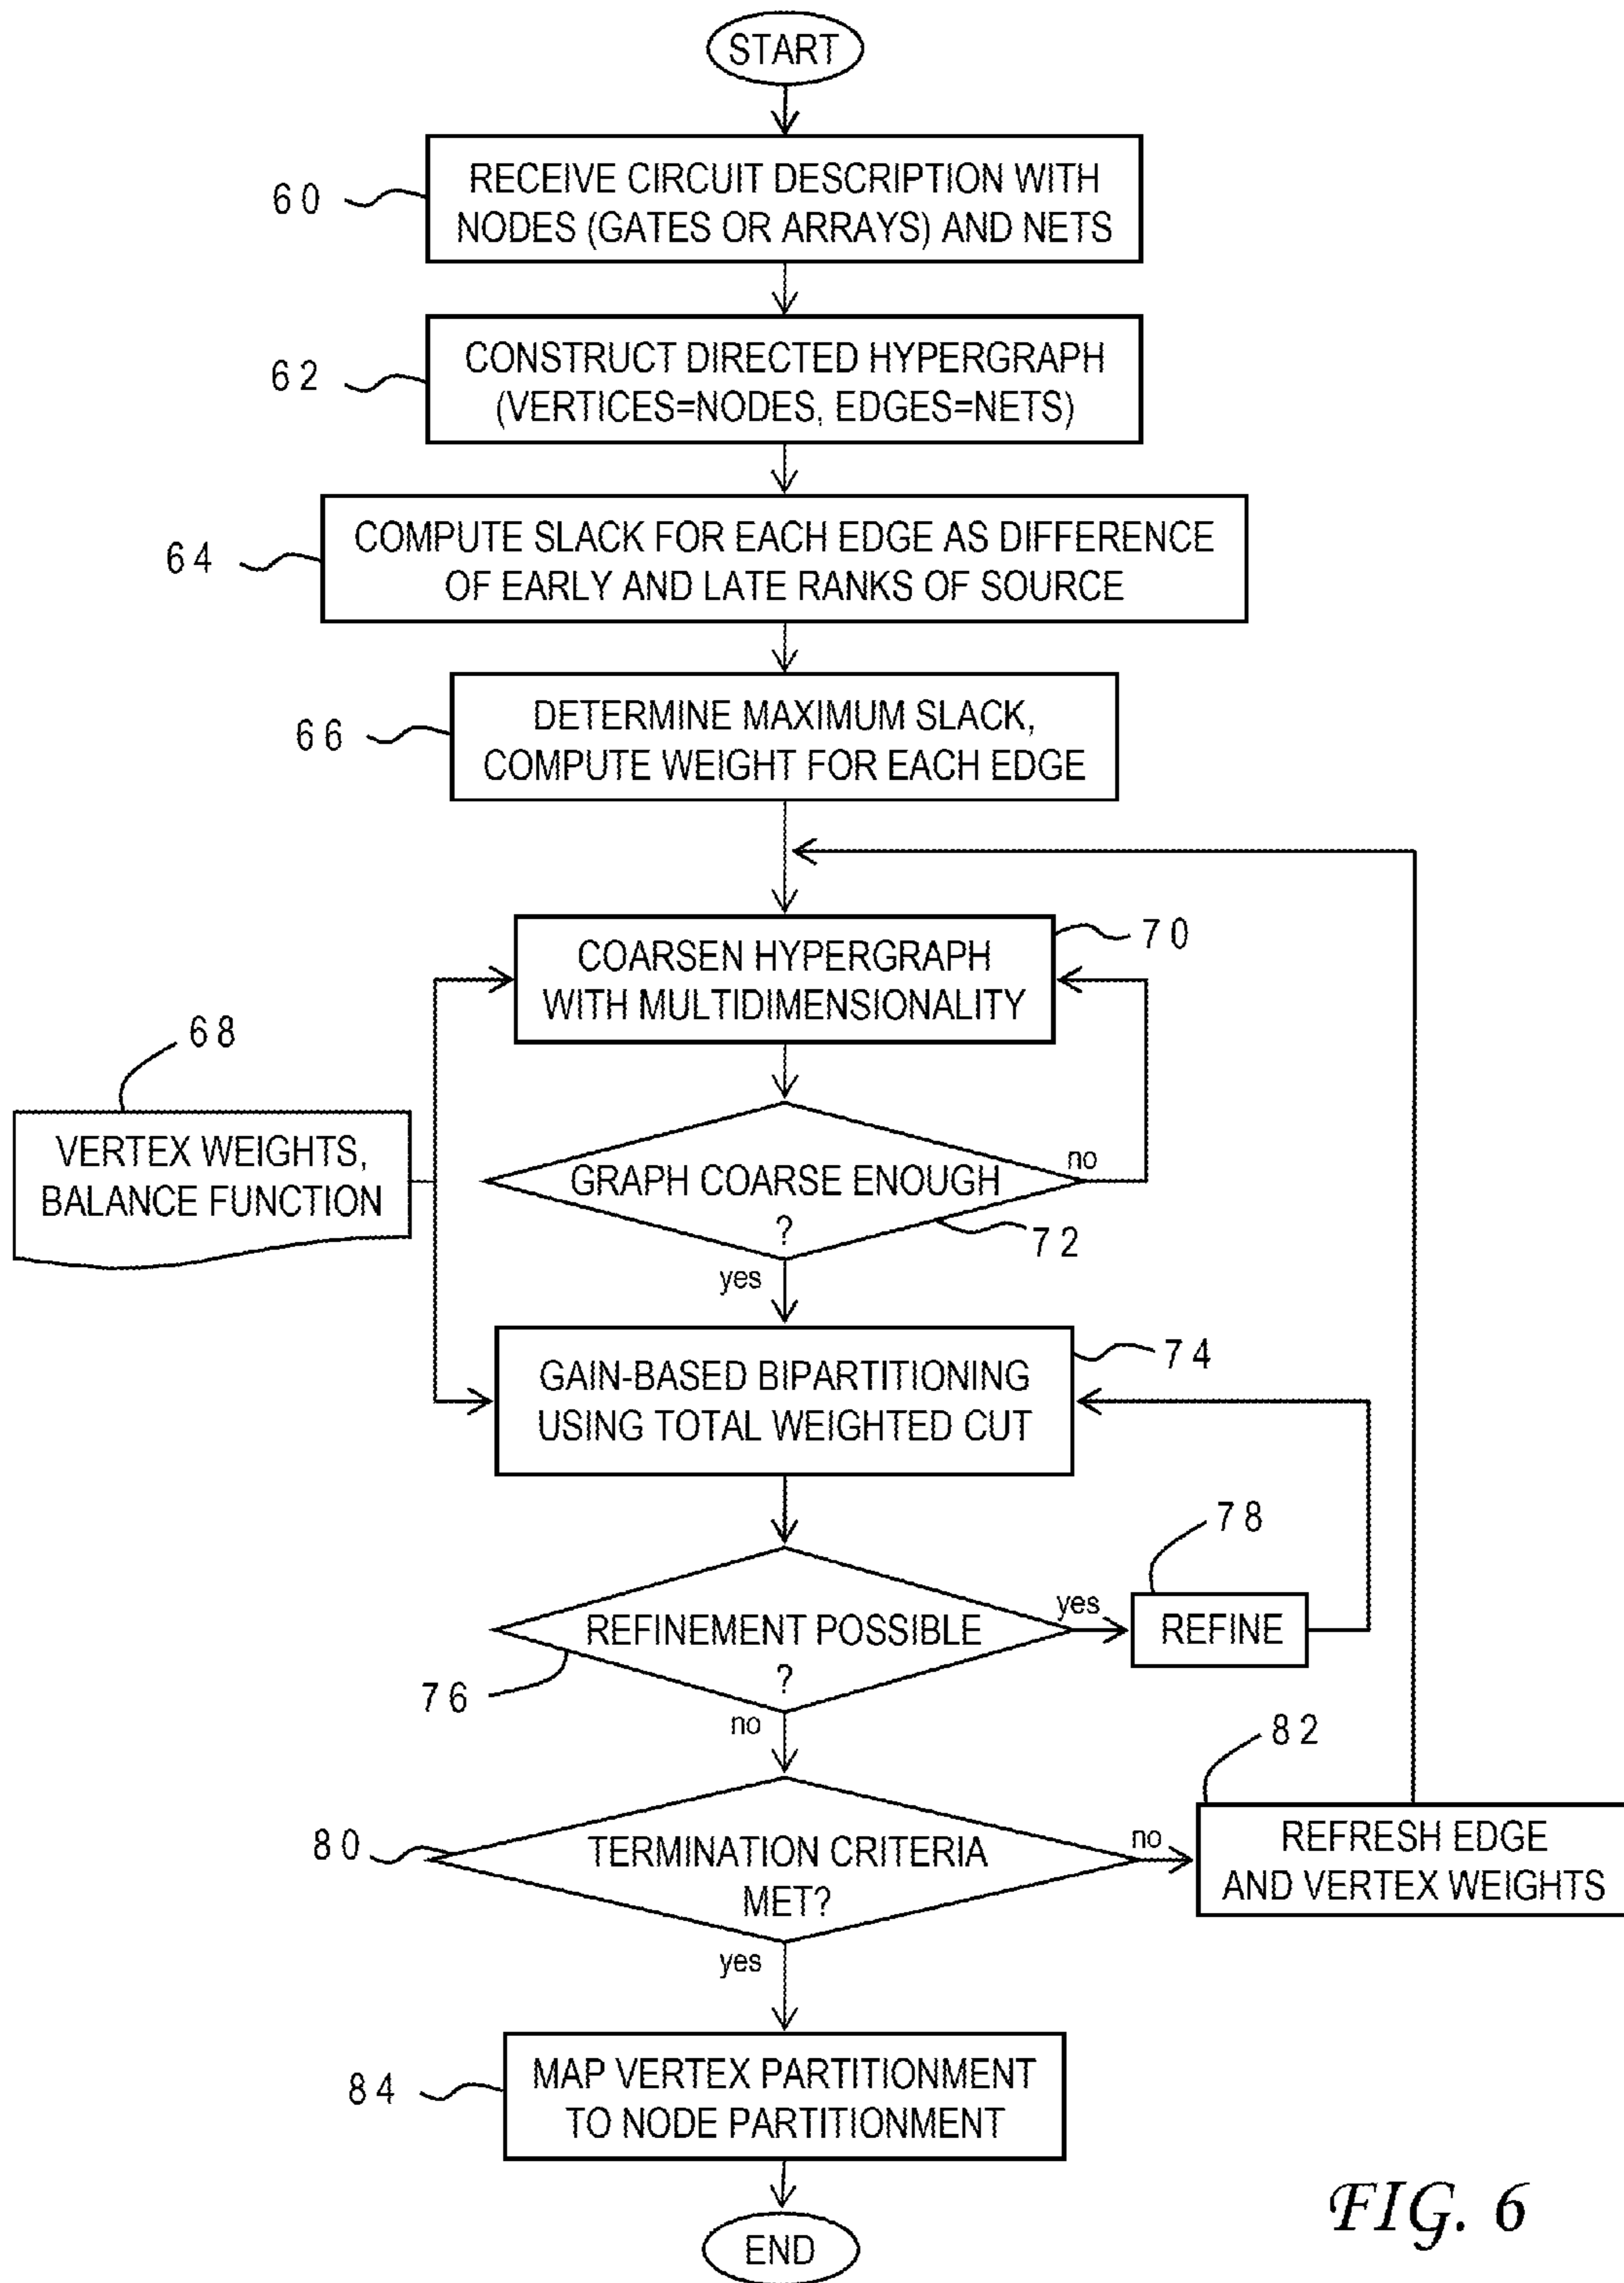 START
60
RECEIVE CIRCUIT DESCRIPTION WITH
NODES (GATES OR ARRAYS) AND NETS
62
CONSTRUCT DIRECTED HYPERGRAPH
(VERTICES=NODES, EDGES=NETS)
64
COMPUTE SLACK FOR EACH EDGE AS DIFFERENCE
OF EARLY AND LATE RANKS OF SOURCE
66
DETERMINE MAXIMUM SLACK,
COMPUTE WEIGHT FOR EACH EDGE
70
COARSEN HYPERGRAPH
WITH MULTIDIMENSIONALITY
68
VERTEX WEIGHTS,
BALANCE FUNCTION
GRAPH COARSE ENOUGH
?
no
72
yes
74
GAIN-BASED BIPARTITIONING
USING TOTAL WEIGHTED CUT
78
REFINEMENT POSSIBLE
?
yes
REFINE
76
no
82
80
TERMINATION CRITERIA
MET?
no
REFRESH EDGE
AND VERTEX WEIGHTS
yes
84
MAP VERTEX PARTITIONMENT
TO NODE PARTITIONMENT
END
FIG. 6